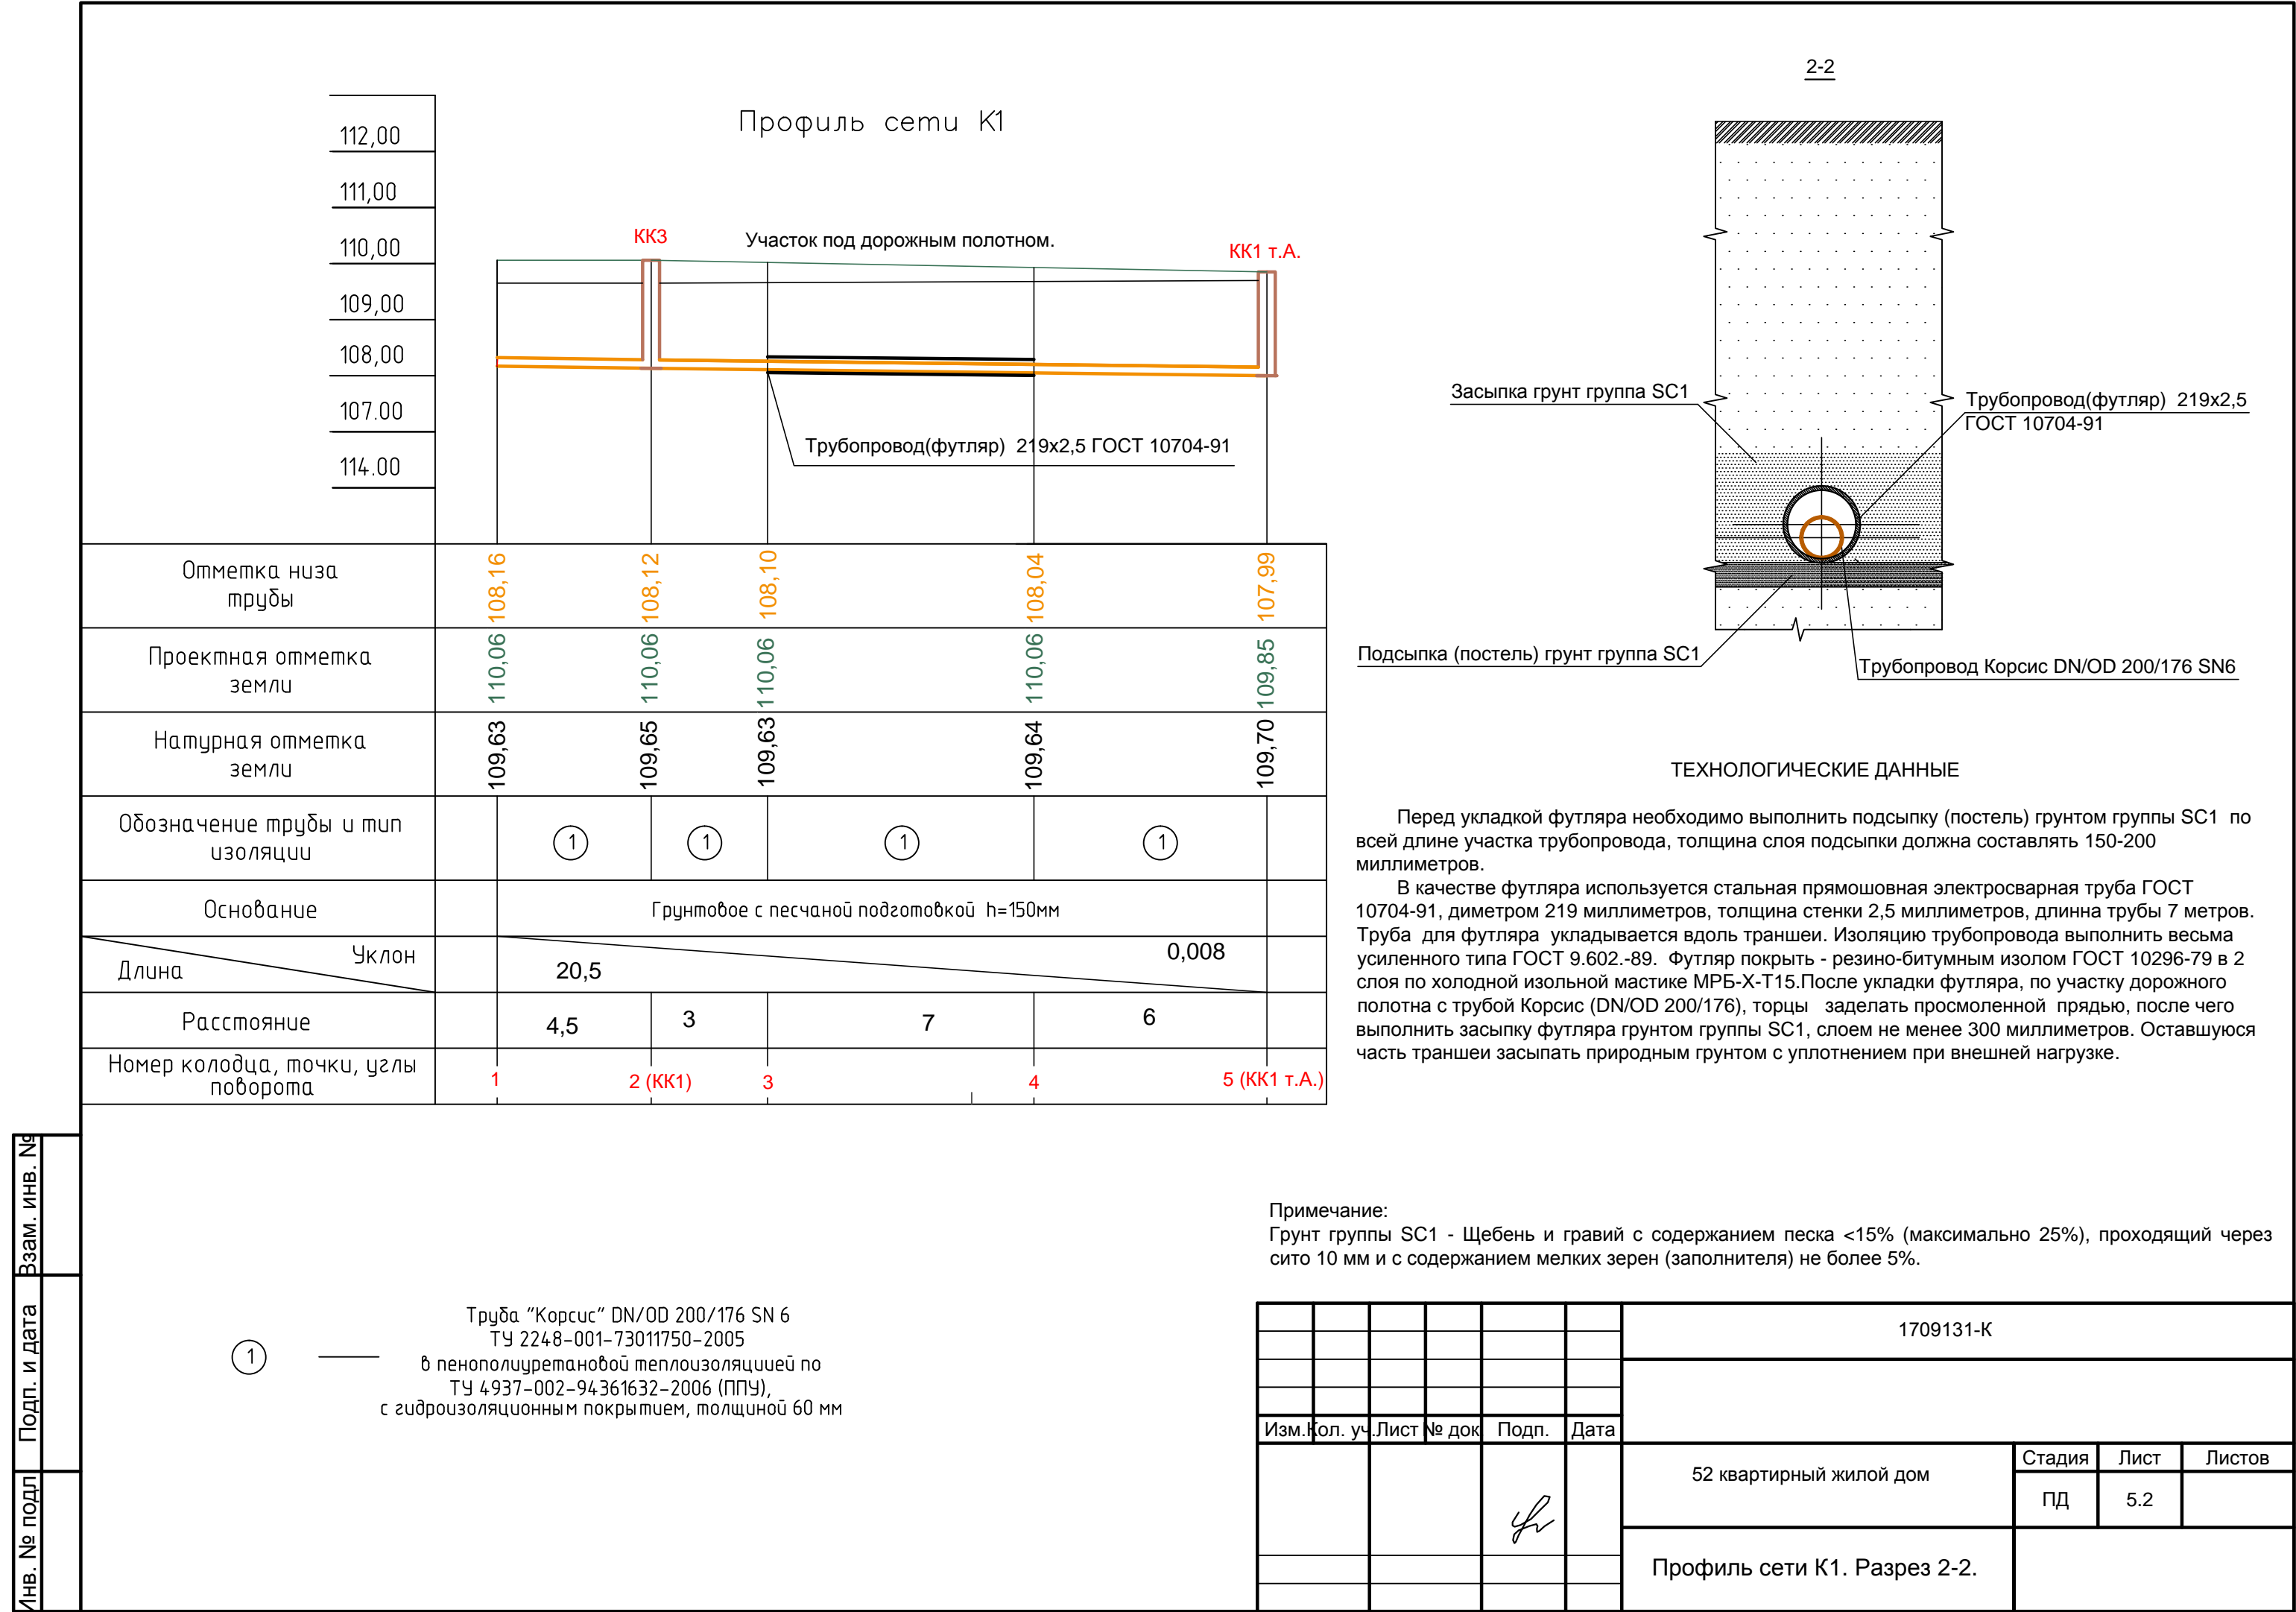 Профиль сети К1
112,00
111,00
110,00
109,00
108,00
107.00
114.00
КК3
Участок под дорожным полотном.
КК1 т.А.
Трубопровод(футляр) 219х2,5 ГОСТ 10704-91
Отметка низа
трубы
108,16
108,12
108,10
108,04
107,99
Проектная отметка
земли
110,06
110,06
110,06
110,06
109,85
Натурная отметка
земли
109,63
109,65
109,63
109,64
109,70
Обозначение трубы и тип
изоляции
1
1
1
1
Основание
Грунтовое с песчаной подготовкой h=150мм
Уклон
Длина
20,5
0,008
Расстояние
4,5
3
7
6
Номер колодца, точки, углы
поворота
1
2 (КК1)
3
4
5 (КК1 т.А.)
2-2
Засыпка грунт группа SC1
Трубопровод(футляр) 219х2,5
ГОСТ 10704-91
Подсыпка (постель) грунт группа SC1
Трубопровод Корсис DN/OD 200/176 SN6
ТЕХНОЛОГИЧЕСКИЕ ДАННЫЕ
Перед укладкой футляра необходимо выполнить подсыпку (постель) грунтом группы SC1 по
всей длине участка трубопровода, толщина слоя подсыпки должна составлять 150-200
миллиметров.
В качестве футляра используется стальная прямошовная электросварная труба ГОСТ
10704-91, диметром 219 миллиметров, толщина стенки 2,5 миллиметров, длинна трубы 7 метров.
Труба для футляра укладывается вдоль траншеи. Изоляцию трубопровода выполнить весьма
усиленного типа ГОСТ 9.602.-89. Футляр покрыть - резино-битумным изолом ГОСТ 10296-79 в 2
слоя по холодной изольной мастике МРБ-Х-Т15.После укладки футляра, по участку дорожного
полотна с трубой Корсис (DN/OD 200/176), торцы заделать просмоленной прядью, после чего
выполнить засыпку футляра грунтом группы SC1, слоем не менее 300 миллиметров. Оставшуюся
часть траншеи засыпать природным грунтом с уплотнением при внешней нагрузке.
Примечание:
Грунт группы SC1 - Щебень и гравий с содержанием песка <15% (максимально 25%), проходящий через
сито 10 мм и с содержанием мелких зерен (заполнителя) не более 5%.
1
Труба "Корсис" DN/OD 200/176 SN 6
ТУ 2248-001-73011750-2005
в пенополиуретановой теплоизоляциией по
ТУ 4937-002-94361632-2006 (ППУ),
с гидроизоляционным покрытием, толщиной 60 мм
Взам. инв. №
Подп. и дата
Инв. № подл
1709131-К
Изм. Кол. уч. Лист № док Подп. Дата
52 квартирный жилой дом
Стадия Лист Листов
ПД 5.2
Профиль сети К1. Разрез 2-2.